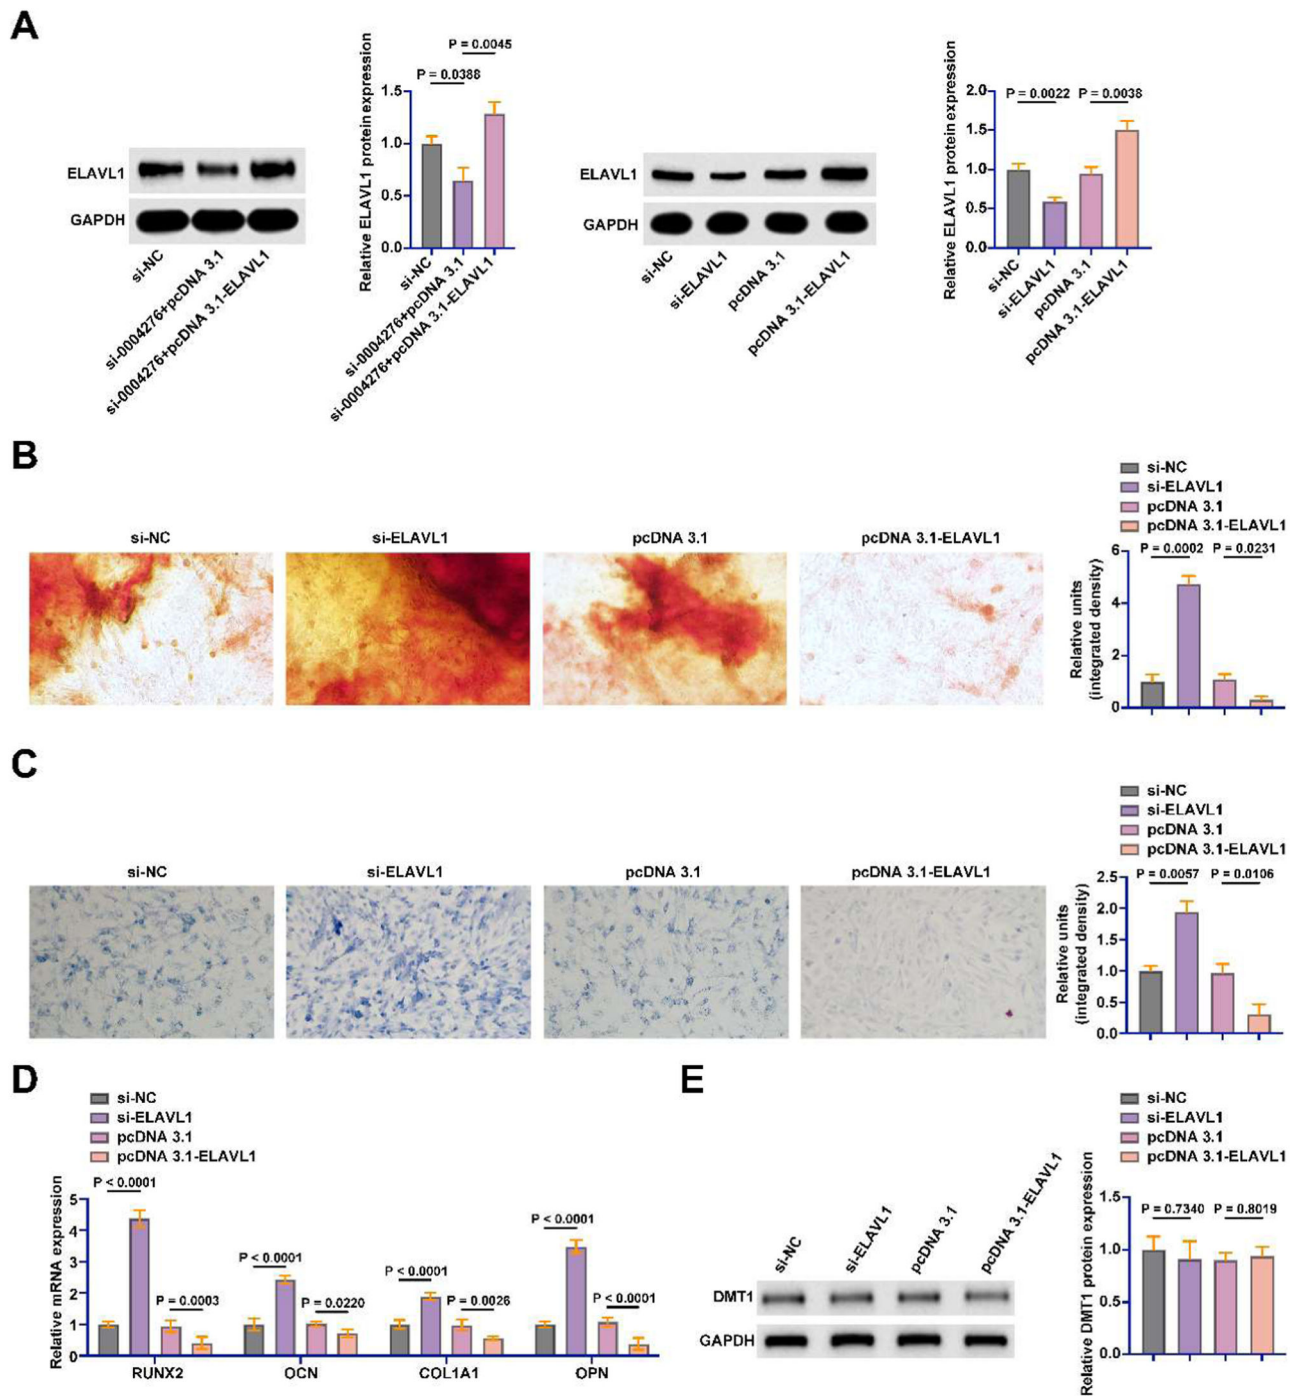 A
ELAVL1
GAPDH
si-NC
si-0004276+pcDNA 3.1
si-0004276+pcDNA 3.1-ELAVL1
Relative ELAVL1 protein expression
P = 0.0045
P = 0.0388
1.5
1.0
0.5
0.0
si-NC
si-0004276+pcDNA 3.1
si-0004276+pcDNA 3.1-ELAVL1
ELAVL1
GAPDH
si-NC
si-ELAVL1
pcDNA 3.1
pcDNA 3.1-ELAVL1
Relative ELAVL1 protein expression
P = 0.0022
P = 0.0038
2.0
1.5
1.0
0.5
0.0
si-NC
si-ELAVL1
pcDNA 3.1
pcDNA 3.1-ELAVL1
B
si-NC
si-ELAVL1
pcDNA 3.1
pcDNA 3.1-ELAVL1
si-NC
si-ELAVL1
pcDNA 3.1
pcDNA 3.1-ELAVL1
P = 0.0002
P = 0.0231
Relative units
(integrated density)
6
4
2
0
C
si-NC
si-ELAVL1
pcDNA 3.1
pcDNA 3.1-ELAVL1
si-NC
si-ELAVL1
pcDNA 3.1
pcDNA 3.1-ELAVL1
P = 0.0057
P = 0.0106
Relative units
(integrated density)
2.5
2.0
1.5
1.0
0.5
0.0
D
si-NC
si-ELAVL1
pcDNA 3.1
pcDNA 3.1-ELAVL1
Relative mRNA expression
5
4
3
2
1
0
P < 0.0001
P = 0.0003
P < 0.0001
P = 0.0220
P < 0.0001
P = 0.0026
P < 0.0001
P < 0.0001
RUNX2
OCN
COL1A1
OPN
E
si-NC
si-ELAVL1
pcDNA 3.1
pcDNA 3.1-ELAVL1
DMT1
GAPDH
si-NC
si-ELAVL1
pcDNA 3.1
pcDNA 3.1-ELAVL1
Relative DMT1 protein expression
P = 0.7340
P = 0.8019
1.5
1.0
0.5
0.0